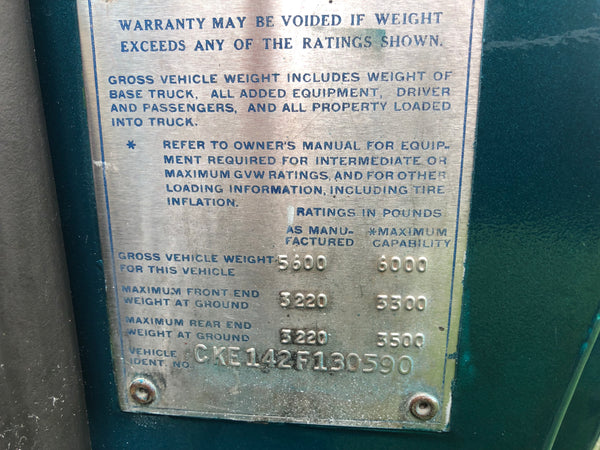 WARRANTY MAY BE VOIDED IF WEIGHT
EXCEEDS ANY OF THE RATINGS SHOWN.
GROSS VEHICLE WEIGHT INCLUDES WEIGHT OF
BASE TRUCK, ALL ADDED EQUIPMENT, DRIVER
AND PASSENGERS, AND ALL PROPERTY LOADED
INTO TRUCK.
* REFER TO OWNER'S MANUAL FOR EQUIP-
MENT REQUIRED FOR INTERMEDIATE OR
MAXIMUM GVW RATINGS, AND FOR OTHER
LOADING INFORMATION, INCLUDING TIRE
INFLATION.
RATINGS IN POUNDS
AS MANU- *MAXIMUM
FACTURED CAPABILITY
GROSS VEHICLE WEIGHT
FOR THIS VEHICLE 5600 6000
MAXIMUM FRONT END
WEIGHT AT GROUND 3220 3300
MAXIMUM REAR END
WEIGHT AT GROUND 3220 3500
VEHICLE
IDENT. NO. CKE142F130590